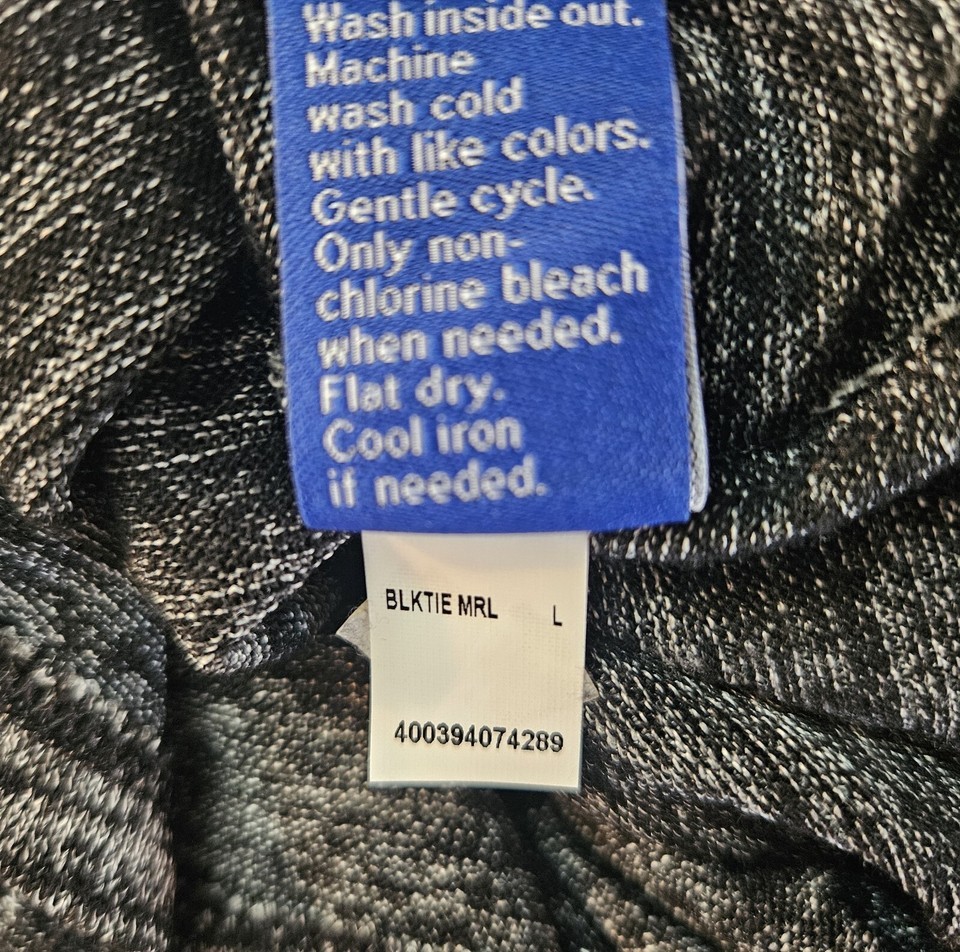 Wash inside out.
Machine
wash cold
with like colors.
Gentle cycle.
Only non-
chlorine bleach
when needed.
Flat dry.
Cool iron
if needed.
BLKTIE MRL L
400394074289